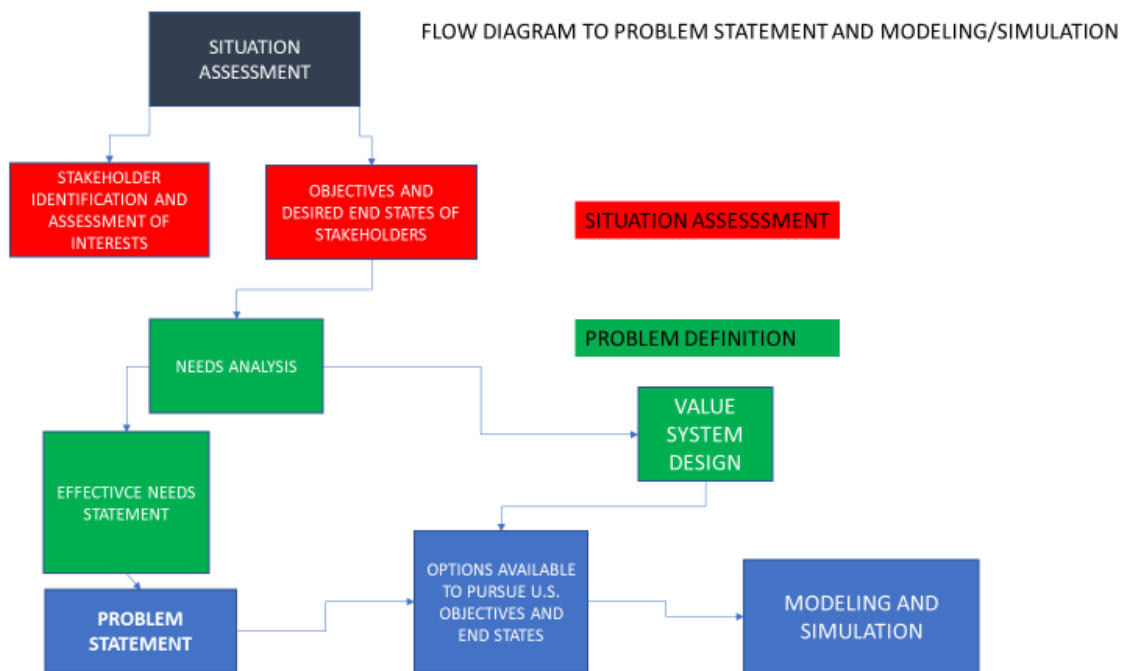 FLOW DIAGRAM TO PROBLEM STATEMENT AND MODELING/SIMULATION
SITUATION
ASSESSMENT
STAKEHOLDER
IDENTIFICATION AND
ASSESSMENT OF
INTERESTS
OBJECTIVES AND
DESIRED END STATES OF
STAKEHOLDERS
SITUATION ASSESSSMENT
NEEDS ANALYSIS
PROBLEM DEFINITION
VALUE
SYSTEM
DESIGN
EFFECTIVCE NEEDS
STATEMENT
PROBLEM
STATEMENT
OPTIONS AVAILABLE
TO PURSUE U.S.
OBJECTIVES AND
END STATES
MODELING AND
SIMULATION